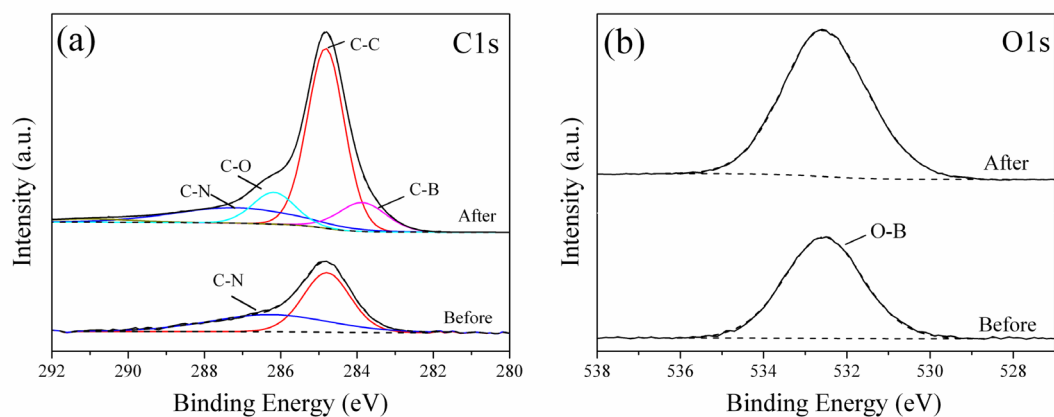 (a)
C1s
C-C
C-O
C-N
C-B
After
C-N
Before
292 290 288 286 284 282 280
Binding Energy (eV)
Intensity (a.u.)
(b)
O1s
After
O-B
Before
538 536 534 532 530 528
Binding Energy (eV)
Intensity (a.u.)